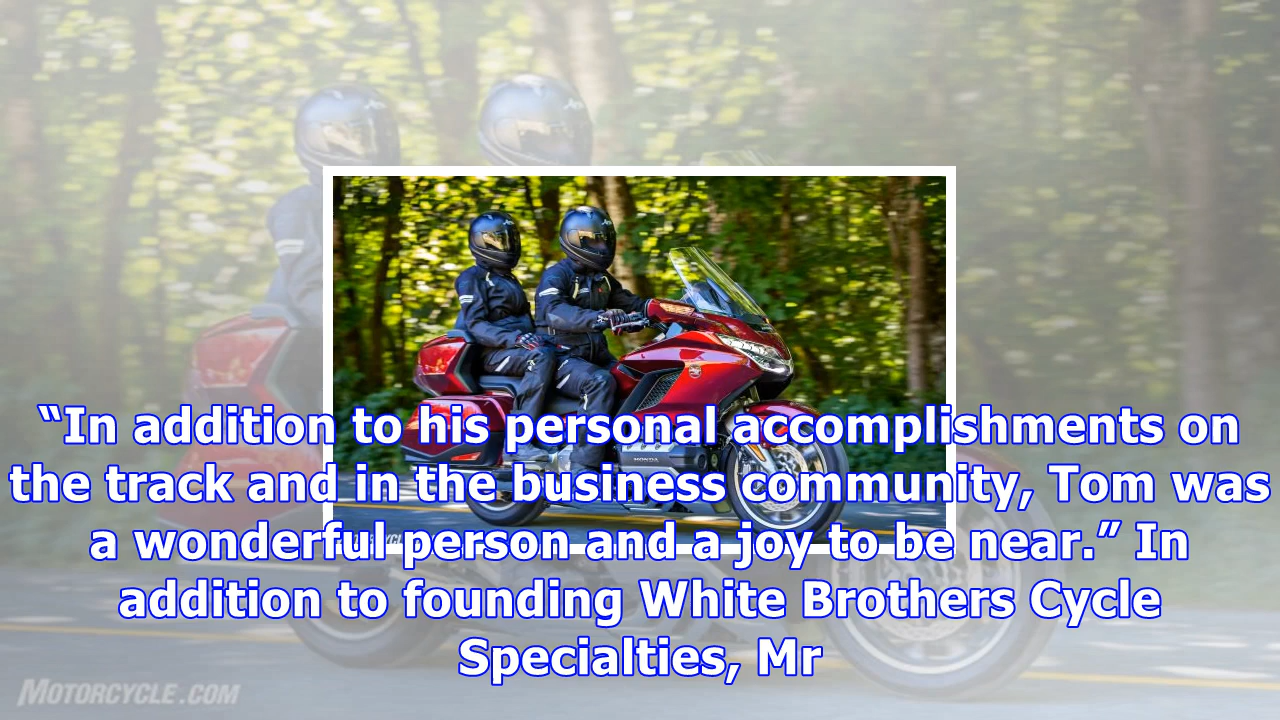 HONDA
“In addition to his personal accomplishments on
the track and in the business community, Tom was
a wonderful person and a joy to be near.” In
addition to founding White Brothers Cycle
Specialties, Mr
MOTORCYCLE.COM